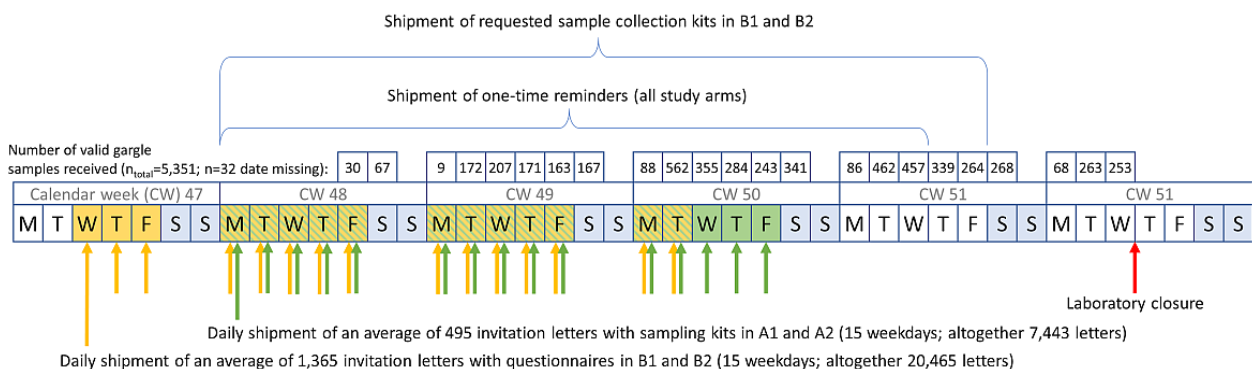 Shipment of requested sample collection kits in B1 and B2
Shipment of one-time reminders (all study arms)
Number of valid gargle
samples received (ntotal=5,351; n=32 date missing): 30 67 9 172 207 171 163 167 88 562 355 284 243 341 86 462 457 339 264 268 68 263 253
Calendar week (CW) 47 CW 48 CW 49 CW 50 CW 51 CW 51
M T W T F S S M T W T F S S M T W T F S S M T W T F S S M T W T F S S M T W T F S S
Laboratory closure
Daily shipment of an average of 495 invitation letters with sampling kits in A1 and A2 (15 weekdays; altogether 7,443 letters)
Daily shipment of an average of 1,365 invitation letters with questionnaires in B1 and B2 (15 weekdays; altogether 20,465 letters)